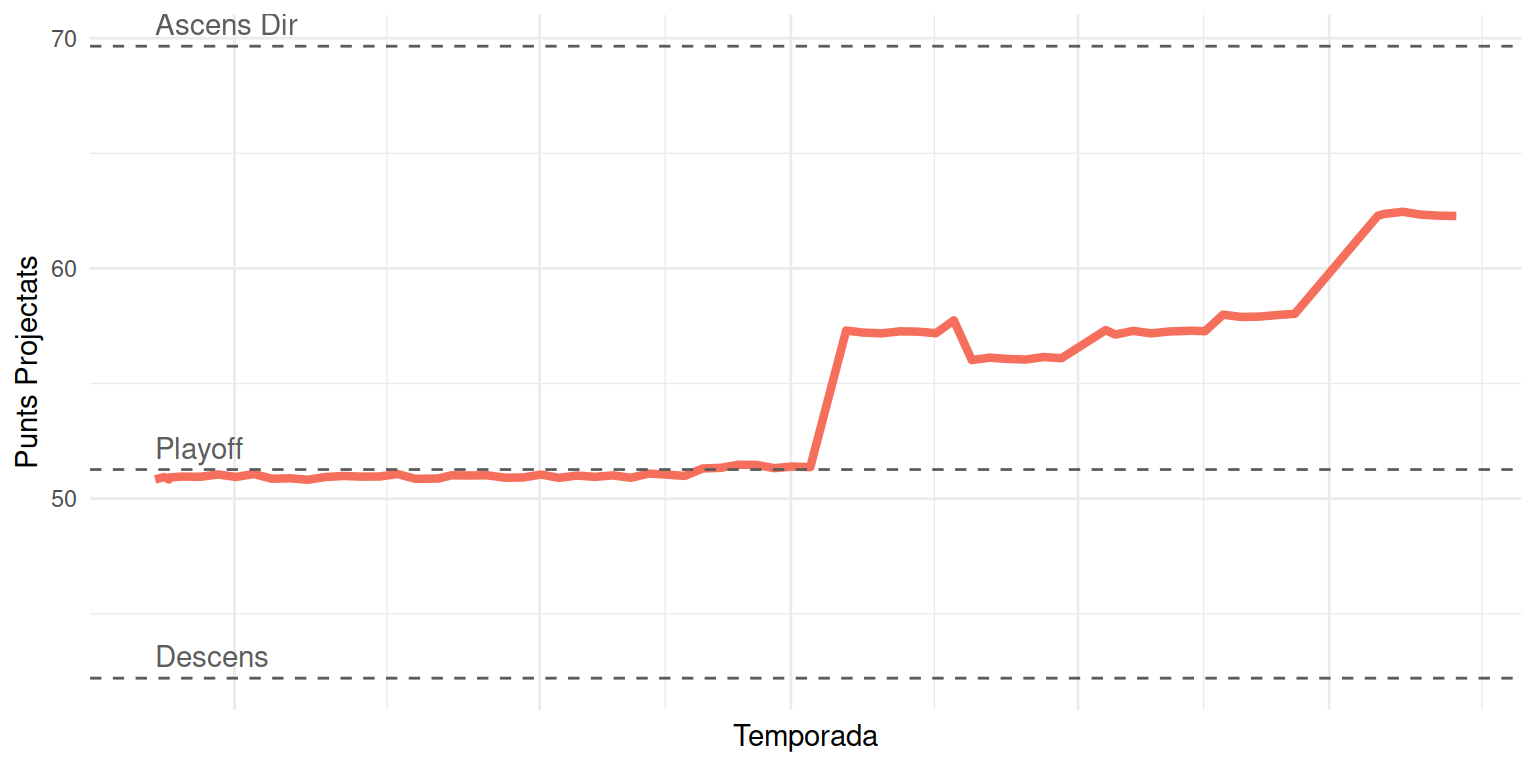 Ascens Dir
70
60
Punts Projectats
Playoff
50
Descens
Temporada